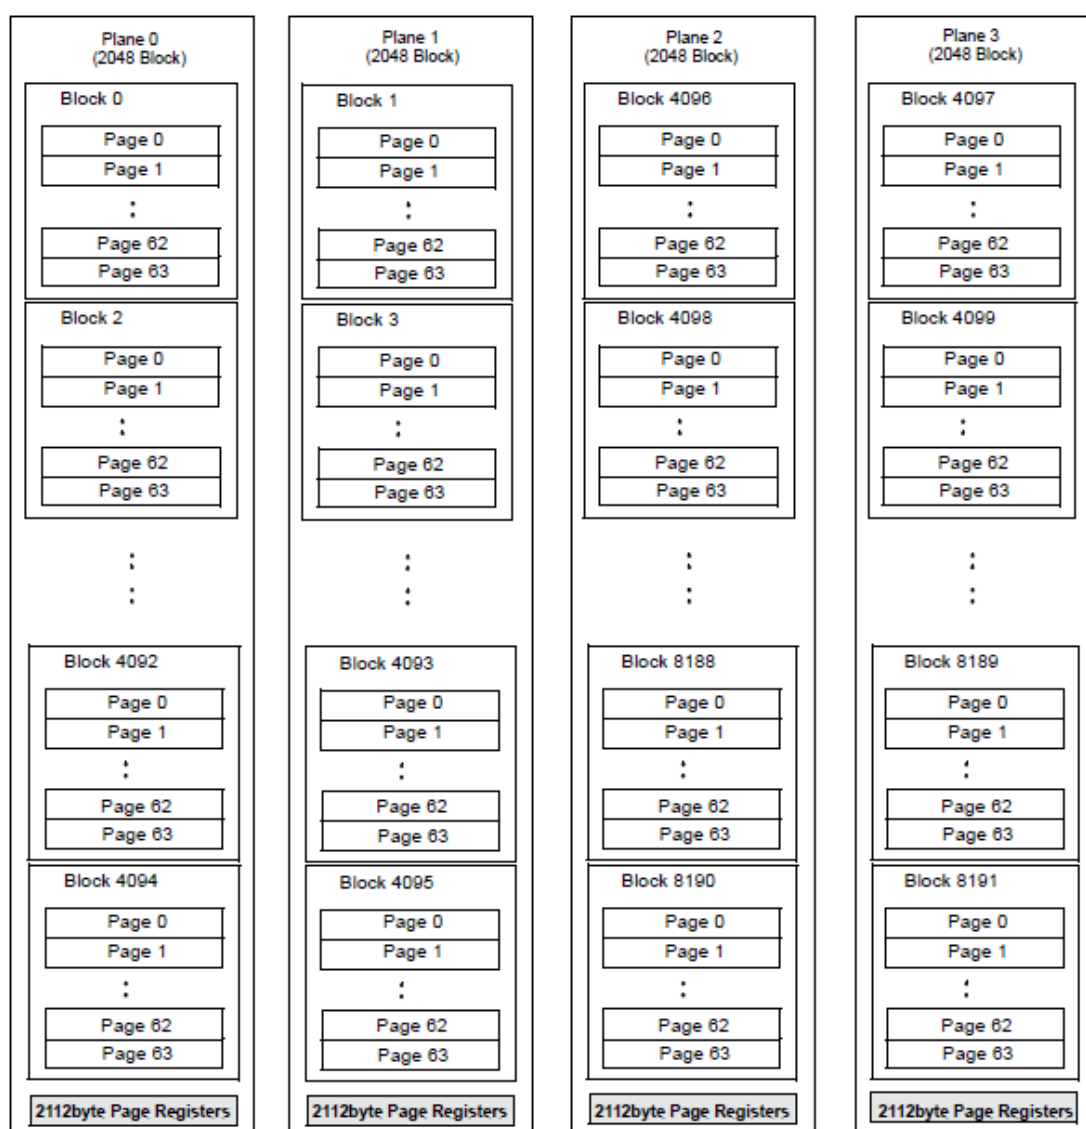 Plane 0
(2048 Block)
Block 0
Page 0
Page 1
Page 62
Page 63
Block 2
Page 0
Page 1
Page 62
Page 63
Block 4092
Page 0
Page 1
Page 62
Page 63
Block 4094
Page 0
Page 1
Page 62
Page 63
2112byte Page Registers
Plane 1
(2048 Block)
Block 1
Page 0
Page 1
Page 62
Page 63
Block 3
Page 0
Page 1
Page 62
Page 63
Block 4093
Page 0
Page 1
Page 62
Page 63
Block 4095
Page 0
Page 1
Page 62
Page 63
2112byte Page Registers
Plane 2
(2048 Block)
Block 4096
Page 0
Page 1
Page 62
Page 63
Block 4098
Page 0
Page 1
Page 62
Page 63
Block 8188
Page 0
Page 1
Page 62
Page 63
Block 8190
Page 0
Page 1
Page 62
Page 63
2112byte Page Registers
Plane 3
(2048 Block)
Block 4097
Page 0
Page 1
Page 62
Page 63
Block 4099
Page 0
Page 1
Page 62
Page 63
Block 8189
Page 0
Page 1
Page 62
Page 63
Block 8191
Page 0
Page 1
Page 62
Page 63
2112byte Page Registers